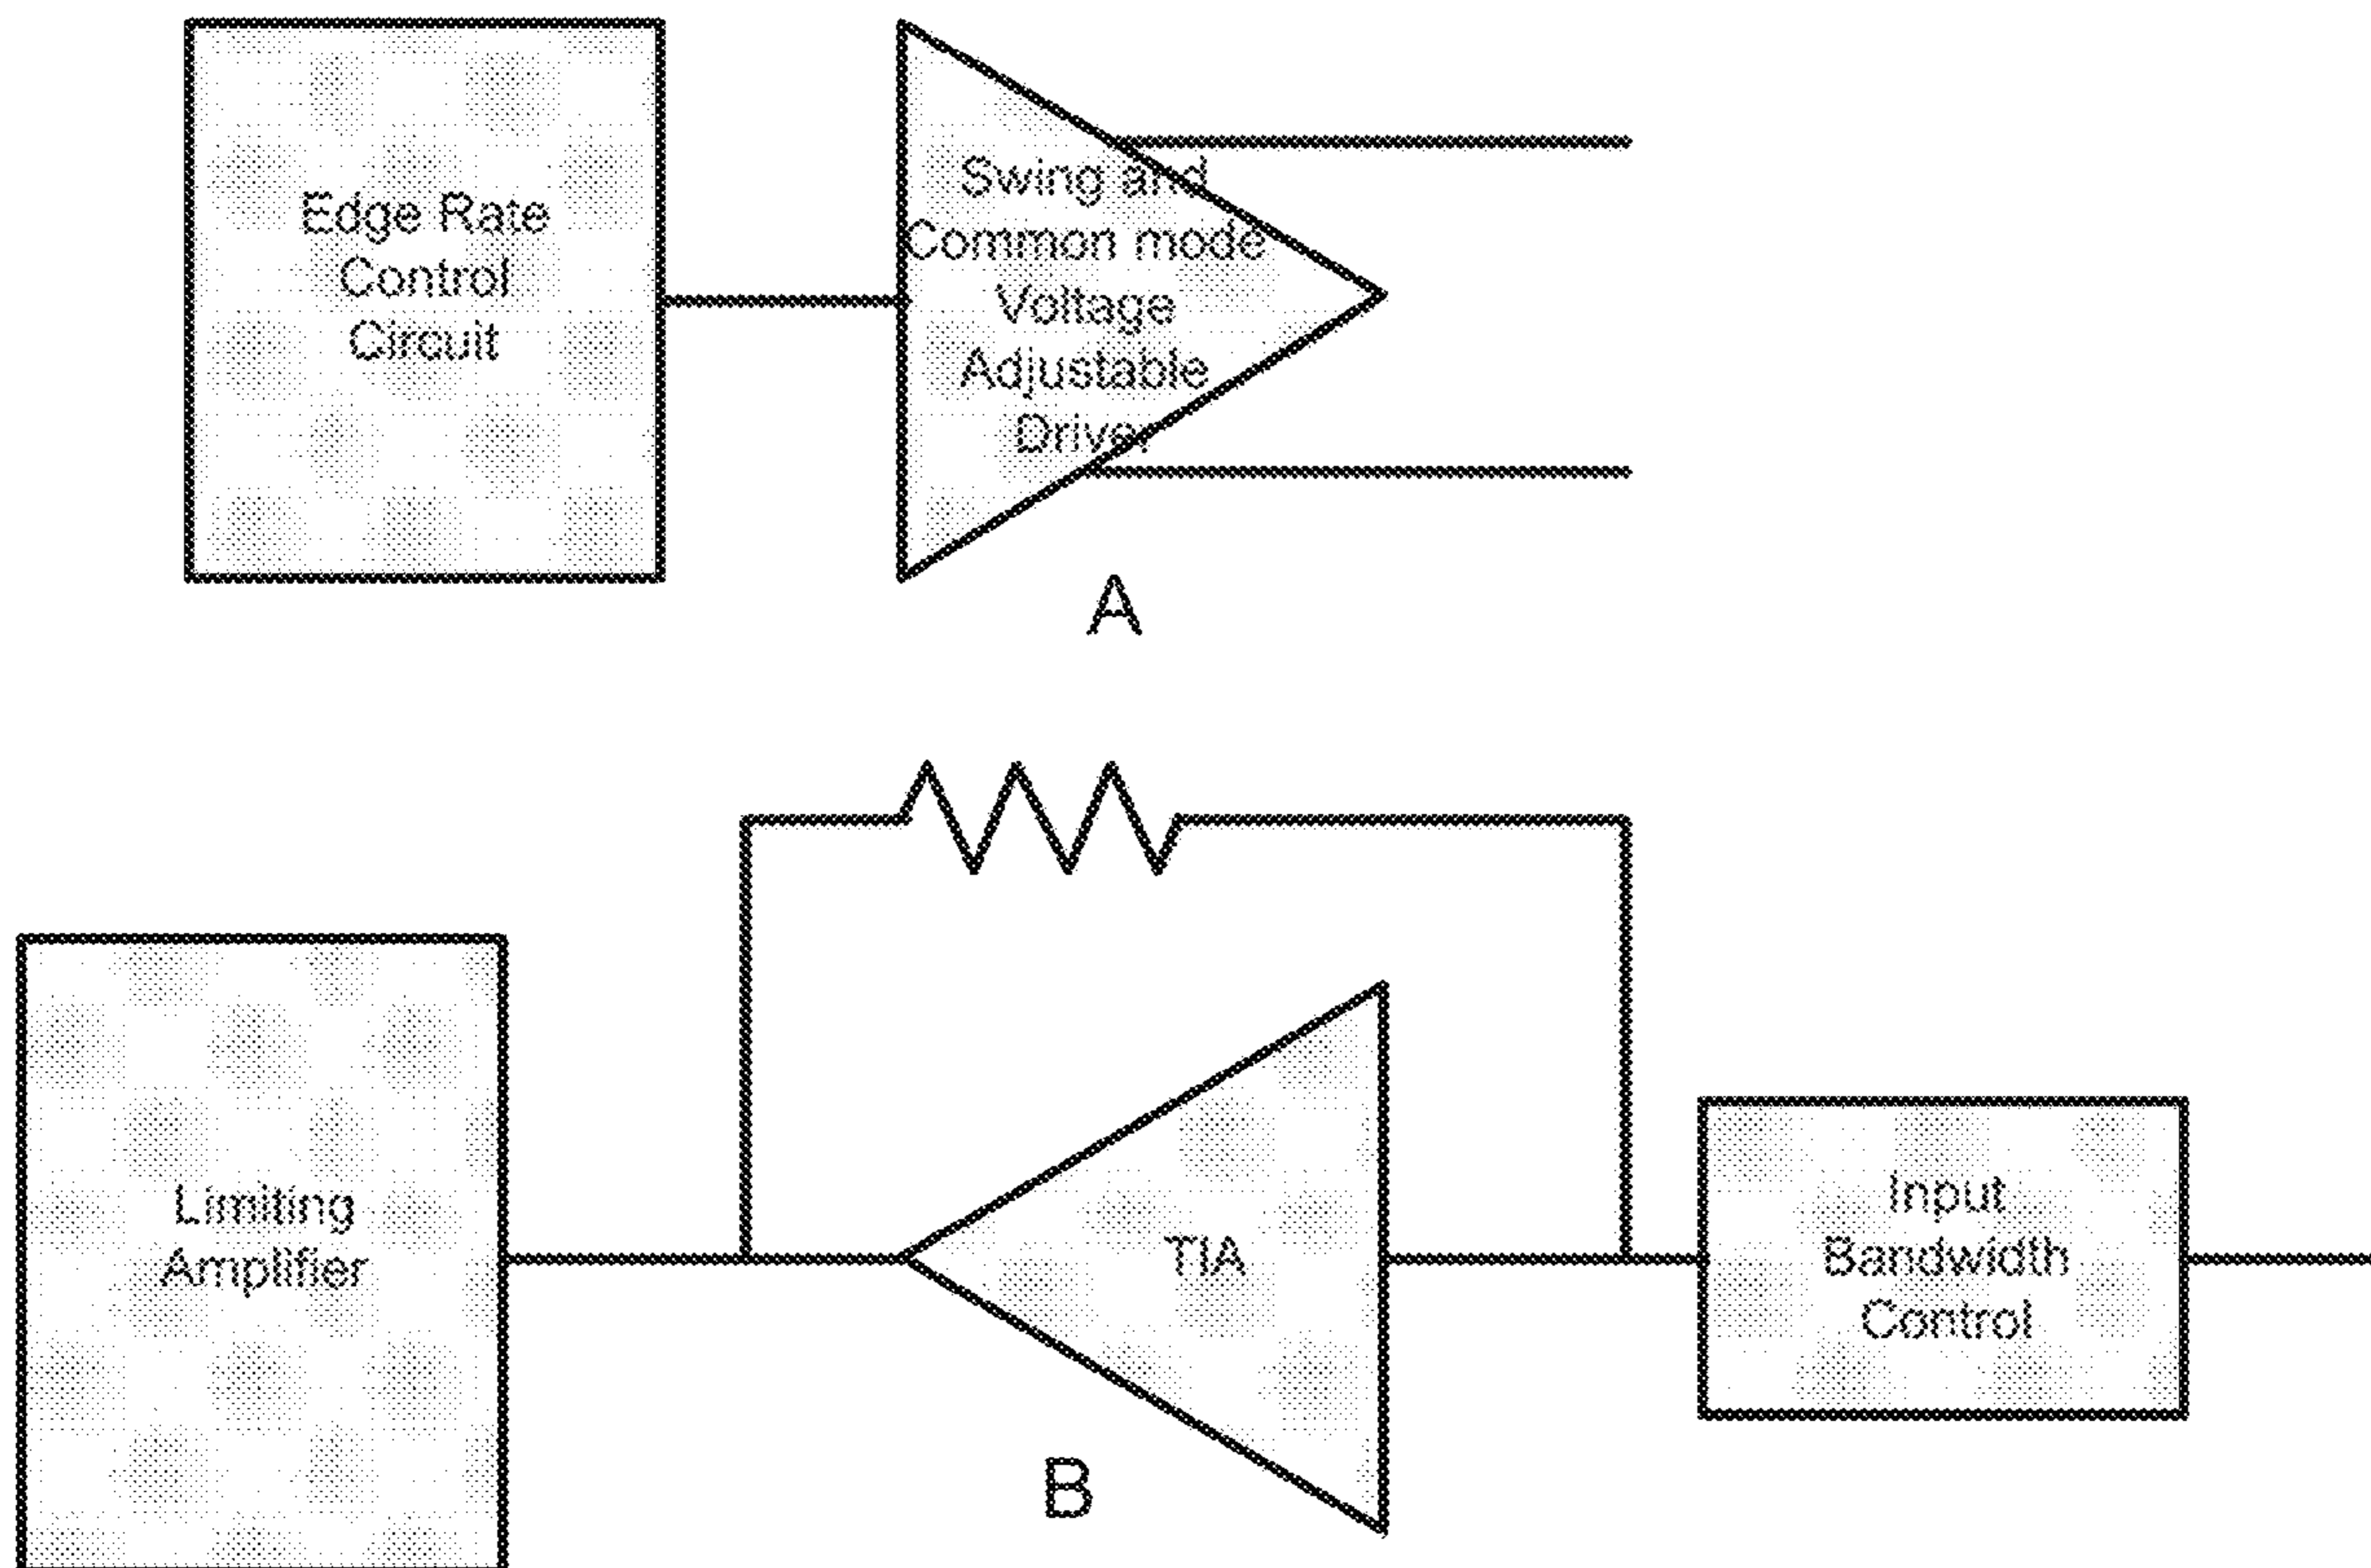 Edge Rate
Control
Circuit
Swing and
Common mode
Voltage
Adjustable
Driver
A
Limiting
Amplifier
TIA
Input
Bandwidth
Control
B